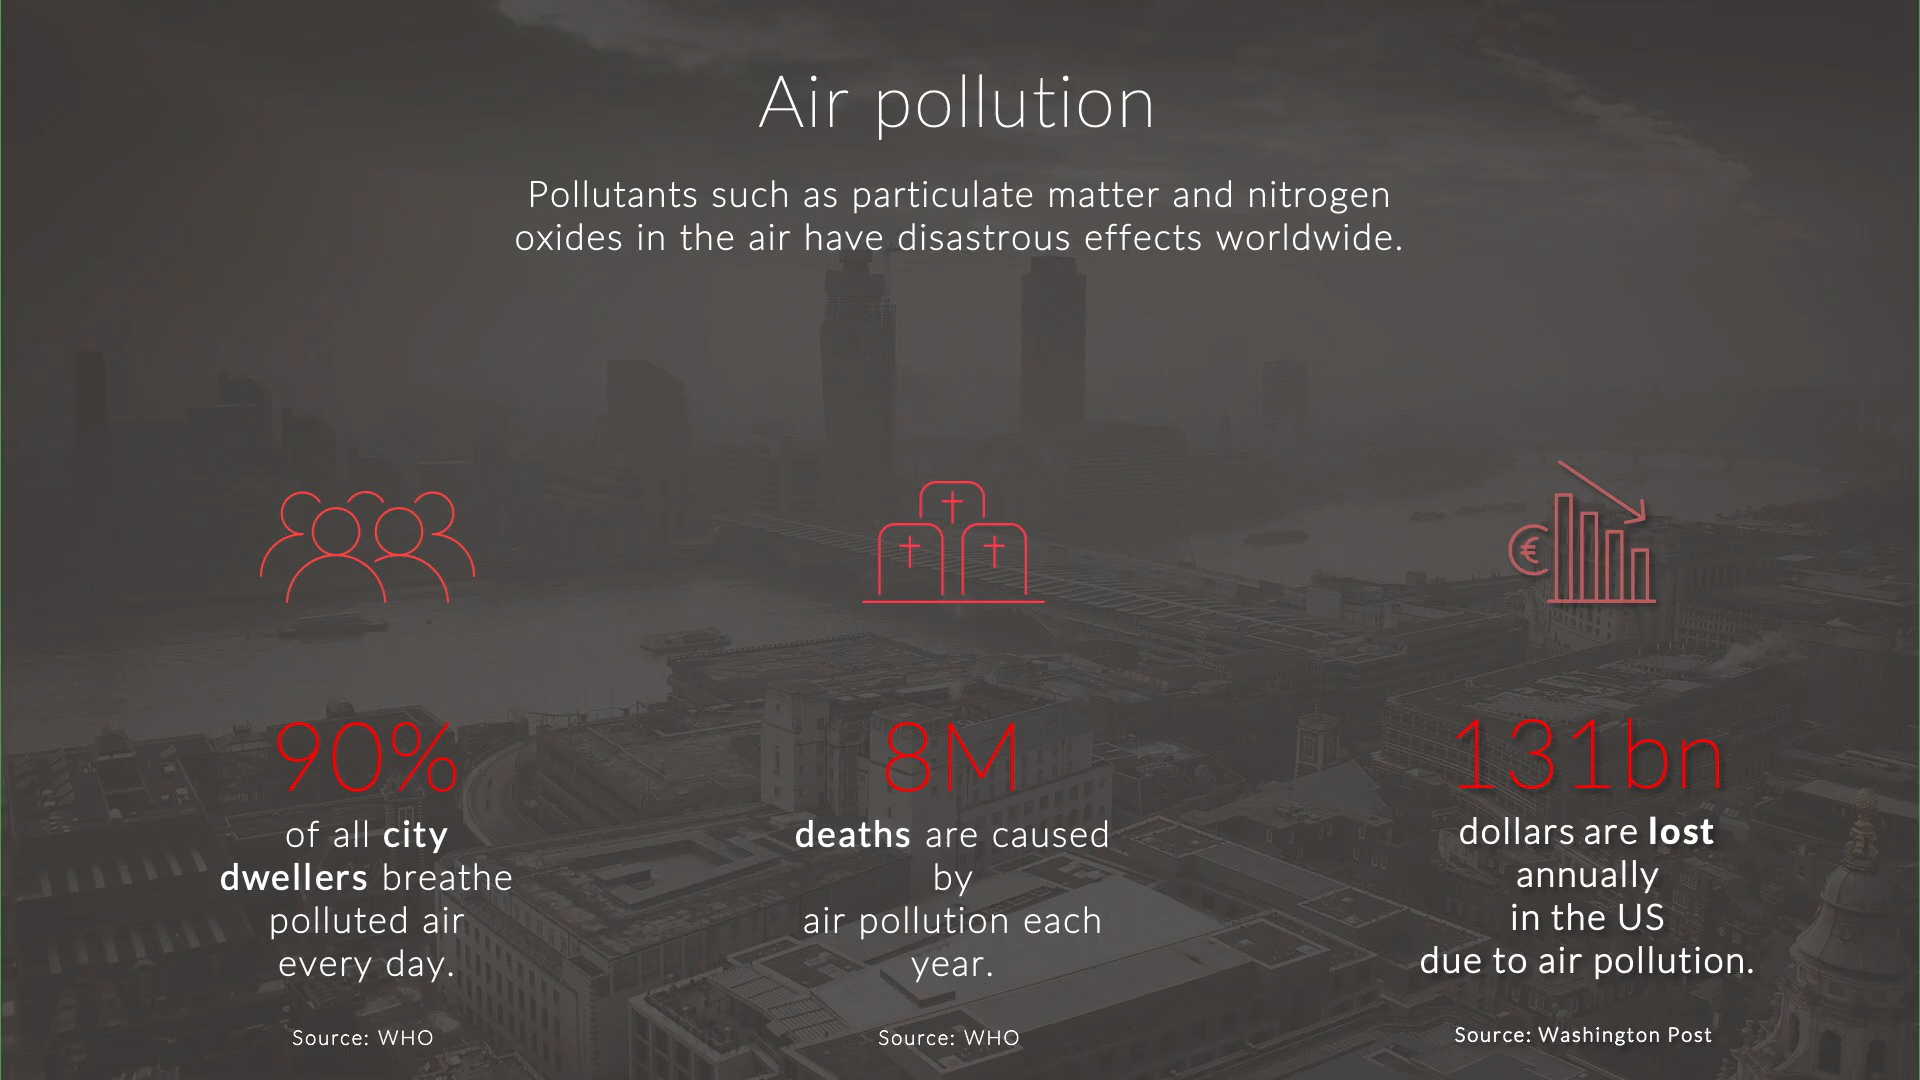 Air pollution
Pollutants such as particulate matter and nitrogen
oxides in the air have disastrous effects worldwide.
90%
of all city
dwellers breathe
polluted air
every day.
Source: WHO
8M
deaths are caused
by
air pollution each
year.
Source: WHO
€
131bn
dollars are lost
annually
in the US
due to air pollution.
Source: Washington Post